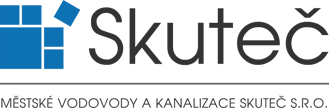 Skuteč
MĚSTSKÉ VODOVODY A KANALIZACE SKUTEČ S.R.O.